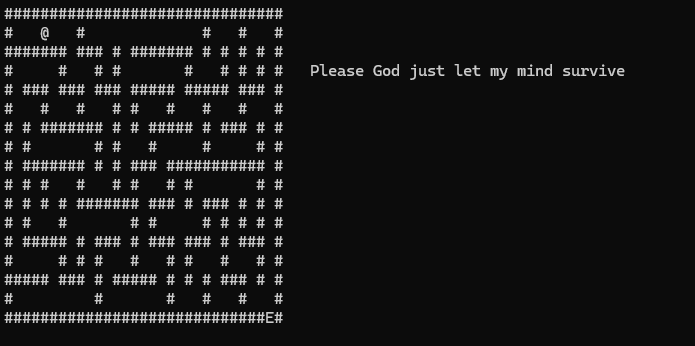 ###############################
#   @   #             #   #   #
####### ### # ####### # # # # #
#     #   # #       #   # # # #
# ### ### ### ##### ##### ### #
#   #   #   # #   #   #   #   #
# # ####### # # ##### # ### # #
# #       # #   #     #     # #
# ####### # # ### ########### #
# # #   #   # #   # #       # #
# # # # ####### ### # ### # # #
# #   #       # #     # # # # #
# ##### # ### # ### ### # ### #
#     # # #   #   # #   #   # #
##### ### # ##### # # # ### # #
#         #       #   #   #   #
#############################E#
Please God just let my mind survive